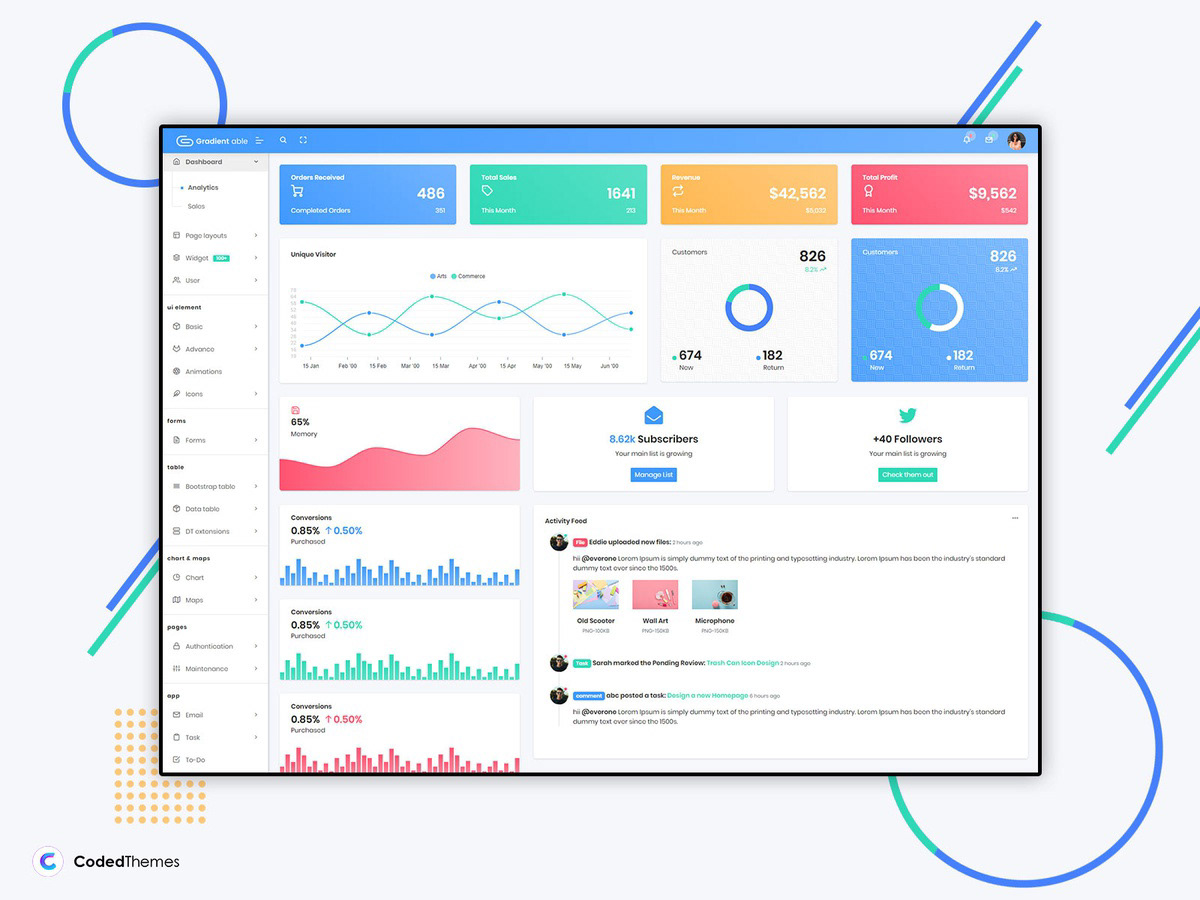 Gradient able
Dashboard
Analytics
Sales
Page layouts
Widget 100+
User
ui element
Basic
Advance
Animations
Icons
forms
Forms
table
Bootstrap table
Data table
DT extensions
chart & maps
Chart
Maps
pages
Authentication
Maintenance
app
Email
Task
To-Do
Orders Received
486
Completed Orders 351
Total Sales
1641
This Month 213
Revenue
$42,562
This Month $5,032
Total Profit
$9,562
This Month $542
Unique Visitor
Arts Commerce
15 Jan Feb '00 15 Feb Mar '00 15 Mar Apr '00 15 Apr May '00 15 May Jun '00
Customers 826
8.2%
674 182
New Return
Customers 826
8.2%
674 182
New Return
65%
Memory
8.62k Subscribers
Your main list is growing
Manage List
+40 Followers
Your main list is growing
Check them out
Conversions
0.85% ↑0.50%
Purchased
Conversions
0.85% ↑0.50%
Purchased
Conversions
0.85% ↑0.50%
Purchased
Activity Feed
File Eddie uploaded new files: 2 hours ago
hii @everone Lorem Ipsum is simply dummy text of the printing and typesetting industry. Lorem Ipsum has been the industry's standard
dummy text ever since the 1500s.
Old Scooter Wall Art Microphone
PNG-100KB PNG-150KB PNG-150KB
Task Sarah marked the Pending Review: Trash Can Icon Design 2 hours ago
comment abc posted a task: Design a new Homepage 6 hours ago
hii @everone Lorem Ipsum is simply dummy text of the printing and typesetting industry. Lorem Ipsum has been the industry's standard
dummy text ever since the 1500s.
CodedThemes